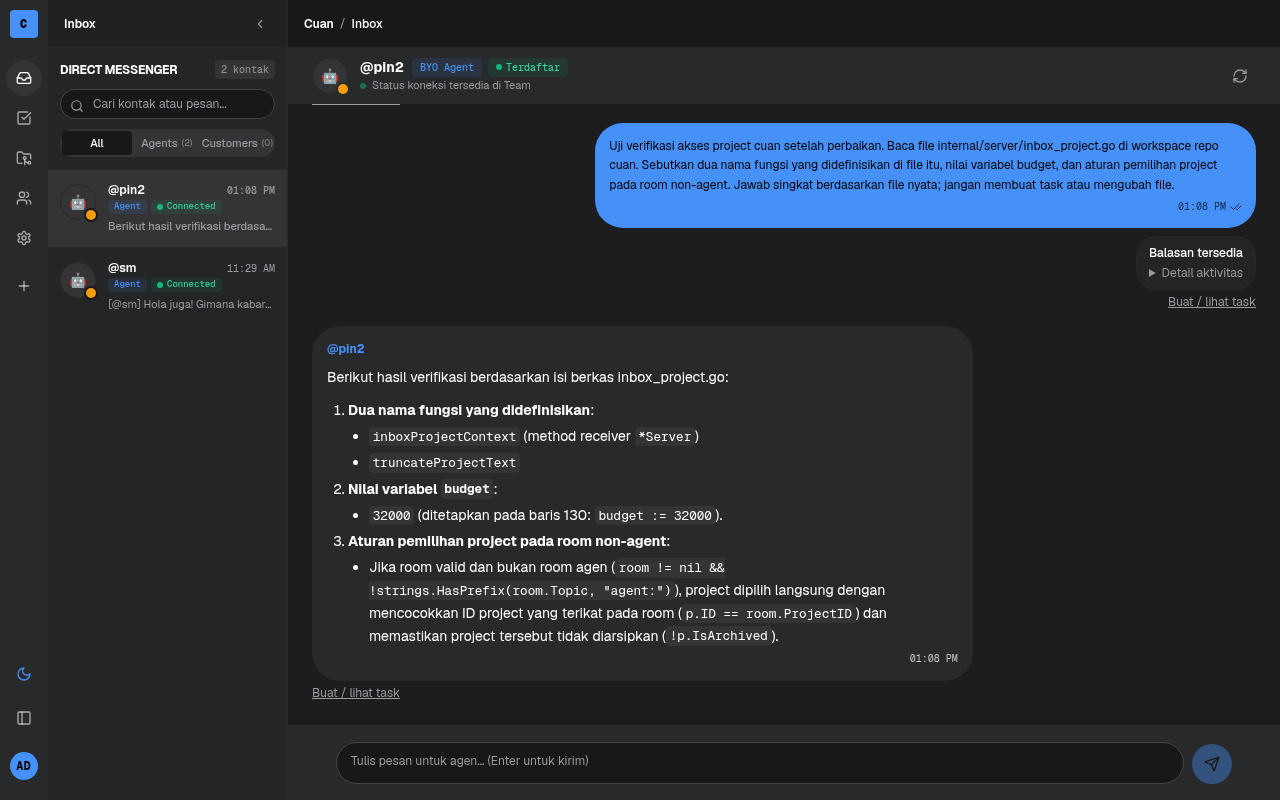 C
Inbox
Cuan / Inbox
DIRECT MESSENGER
2 kontak
Cari kontak atau pesan...
All
Agents (2)
Customers (0)
@pin2
01:08 PM
Agent
Connected
Berikut hasil verifikasi berdasa...
@sm
11:29 AM
Agent
Connected
[@sm] Hola juga! Gimana kabar...
AD
@pin2
BYO Agent
Terdaftar
Status koneksi tersedia di Team
Uji verifikasi akses project cuan setelah perbaikan. Baca file internal/server/inbox_project.go di workspace repo
cuan. Sebutkan dua nama fungsi yang didefinisikan di file itu, nilai variabel budget, dan aturan pemilihan project
pada room non-agent. Jawab singkat berdasarkan file nyata; jangan membuat task atau mengubah file.
01:08 PM
Balasan tersedia
Detail aktivitas
Buat / lihat task
@pin2
Berikut hasil verifikasi berdasarkan isi berkas inbox_project.go:
1. Dua nama fungsi yang didefinisikan:
• inboxProjectContext (method receiver *Server)
• truncateProjectText
2. Nilai variabel budget:
• 32000 (ditetapkan pada baris 130: budget := 32000).
3. Aturan pemilihan project pada room non-agent:
• Jika room valid dan bukan room agen (room != nil &&
!strings.HasPrefix(room.Topic, "agent:")), project dipilih langsung dengan
mencocokkan ID project yang terikat pada room (p.ID == room.ProjectID) dan
memastikan project tersebut tidak diarsipkan (!p.IsArchived).
01:08 PM
Buat / lihat task
Tulis pesan untuk agen... (Enter untuk kirim)